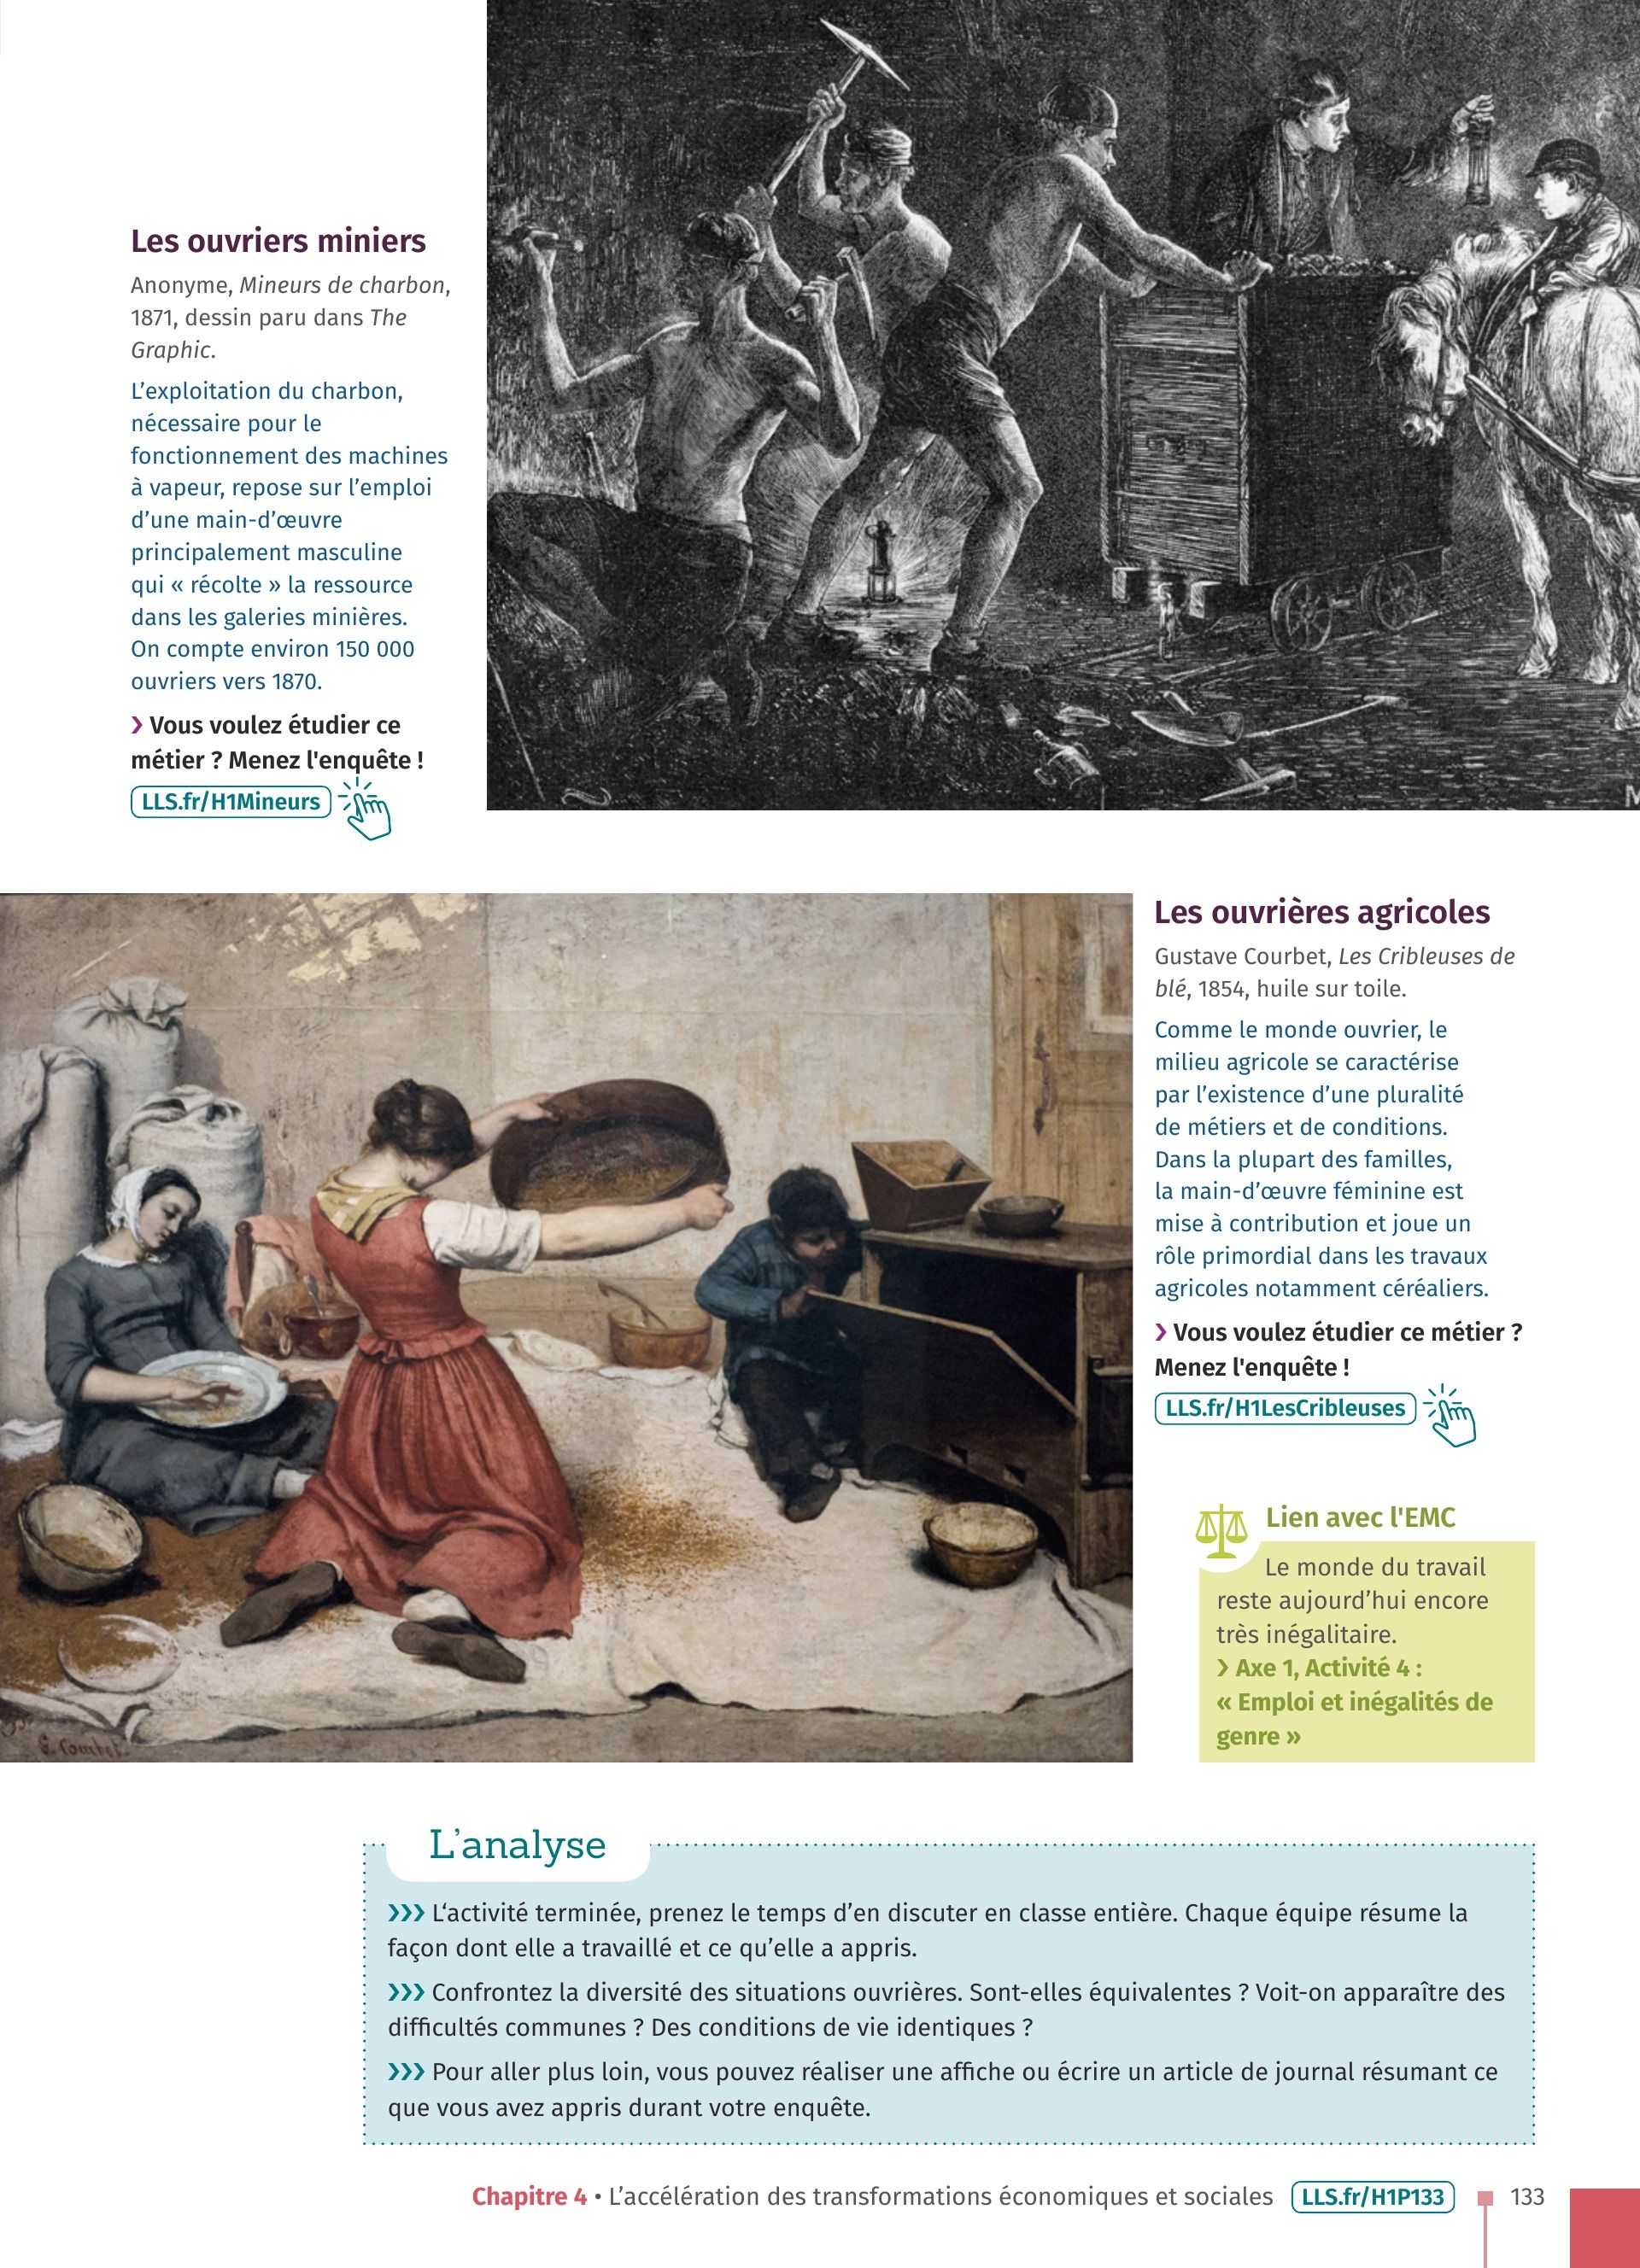 Les ouvriers miniers
Anonyme, Mineurs de charbon,
1871, dessin paru dans The
Graphic.
L’exploitation du charbon,
nécessaire pour le
fonctionnement des machines
à vapeur, repose sur l’emploi
d’une main-d’œuvre
principalement masculine
qui « récolte » la ressource
dans les galeries minières.
On compte environ 150 000
ouvriers vers 1870.
❯ Vous voulez étudier ce
métier ? Menez l'enquête !
LLS.fr/H1Mineurs
M
Les ouvrières agricoles
Gustave Courbet, Les Cribleuses de
blé, 1854, huile sur toile.
Comme le monde ouvrier, le
milieu agricole se caractérise
par l’existence d’une pluralité
de métiers et de conditions.
Dans la plupart des familles,
la main-d’œuvre féminine est
mise à contribution et joue un
rôle primordial dans les travaux
agricoles notamment céréaliers.
❯ Vous voulez étudier ce métier ?
Menez l'enquête !
LLS.fr/H1LesCribleuses
G. Courbet.
Lien avec l'EMC
Le monde du travail
reste aujourd’hui encore
très inégalitaire.
❯ Axe 1, Activité 4 :
« Emploi et inégalités de
genre »
L’analyse
❯❯❯ L‘activité terminée, prenez le temps d’en discuter en classe entière. Chaque équipe résume la
façon dont elle a travaillé et ce qu’elle a appris.
❯❯❯ Confrontez la diversité des situations ouvrières. Sont-elles équivalentes ? Voit-on apparaître des
difficultés communes ? Des conditions de vie identiques ?
❯❯❯ Pour aller plus loin, vous pouvez réaliser une affiche ou écrire un article de journal résumant ce
que vous avez appris durant votre enquête.
Chapitre 4 • L’accélération des transformations économiques et sociales LLS.fr/H1P133 133